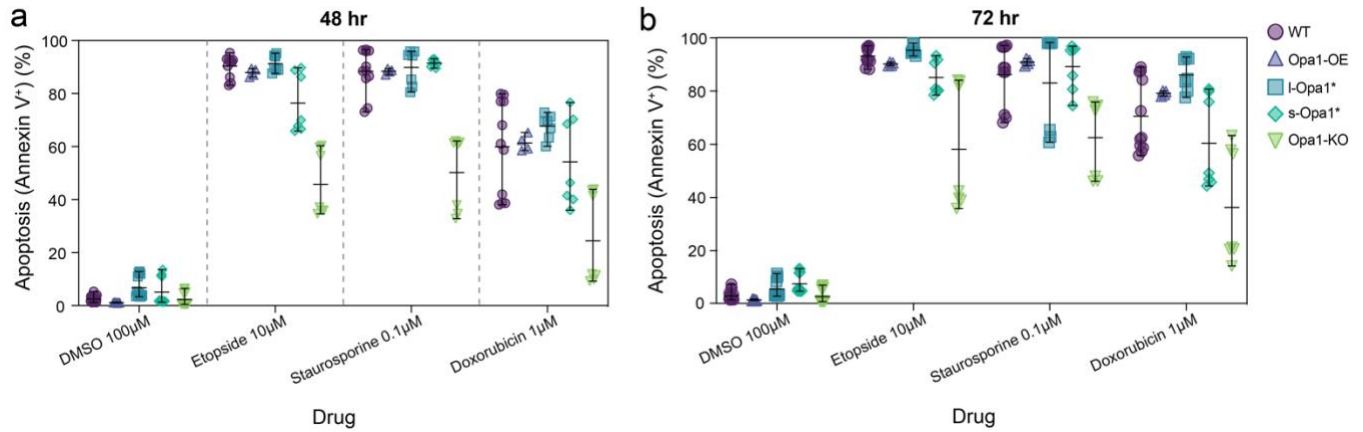 a
48 hr
Apoptosis (Annexin V⁺) (%)
100
80
60
40
20
0
DMSO 100µM
Etopside 10µM
Staurosporine 0.1µM
Doxorubicin 1µM
Drug
b
72 hr
Apoptosis (Annexin V⁺) (%)
100
80
60
40
20
0
DMSO 100µM
Etopside 10µM
Staurosporine 0.1µM
Doxorubicin 1µM
Drug
WT
Opa1-OE
l-Opa1*
s-Opa1*
Opa1-KO